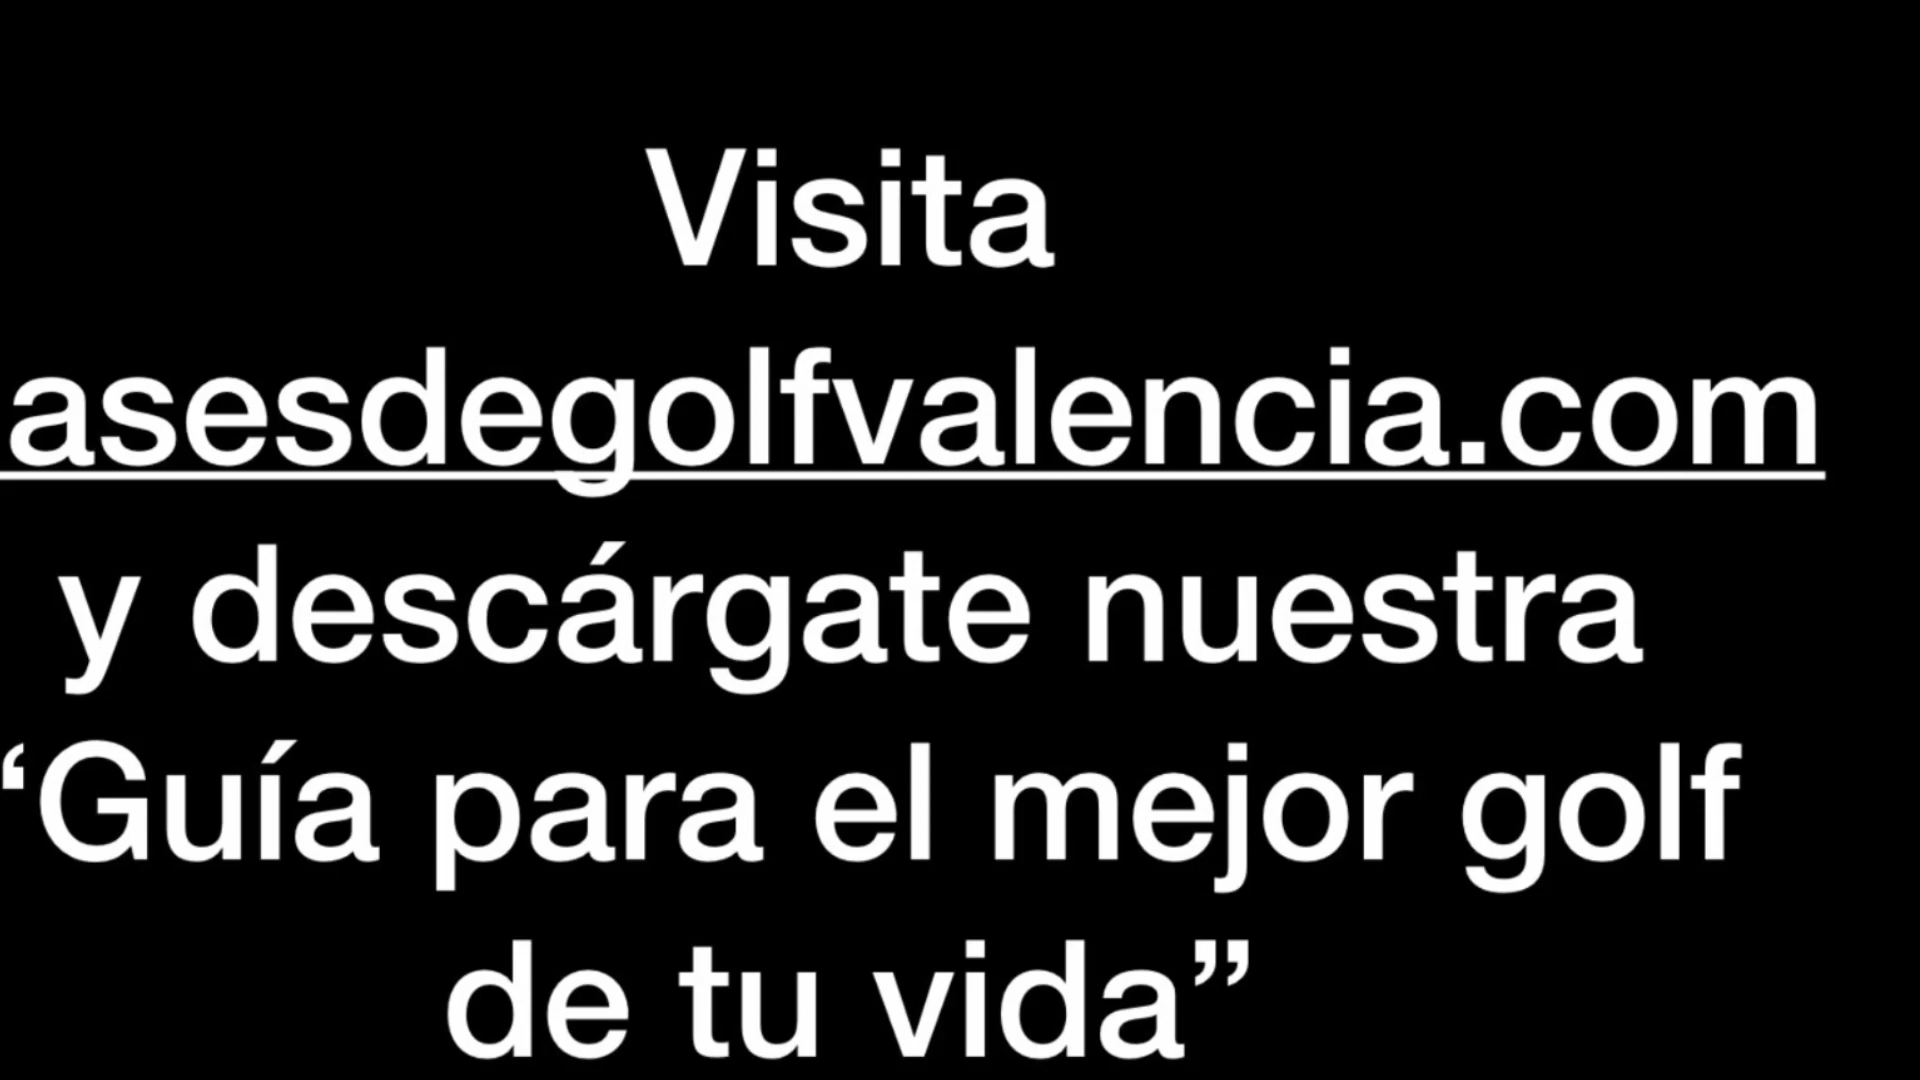 Visita
asesdegolfvalencia.com
y descárgate nuestra
“Guía para el mejor golf
de tu vida”